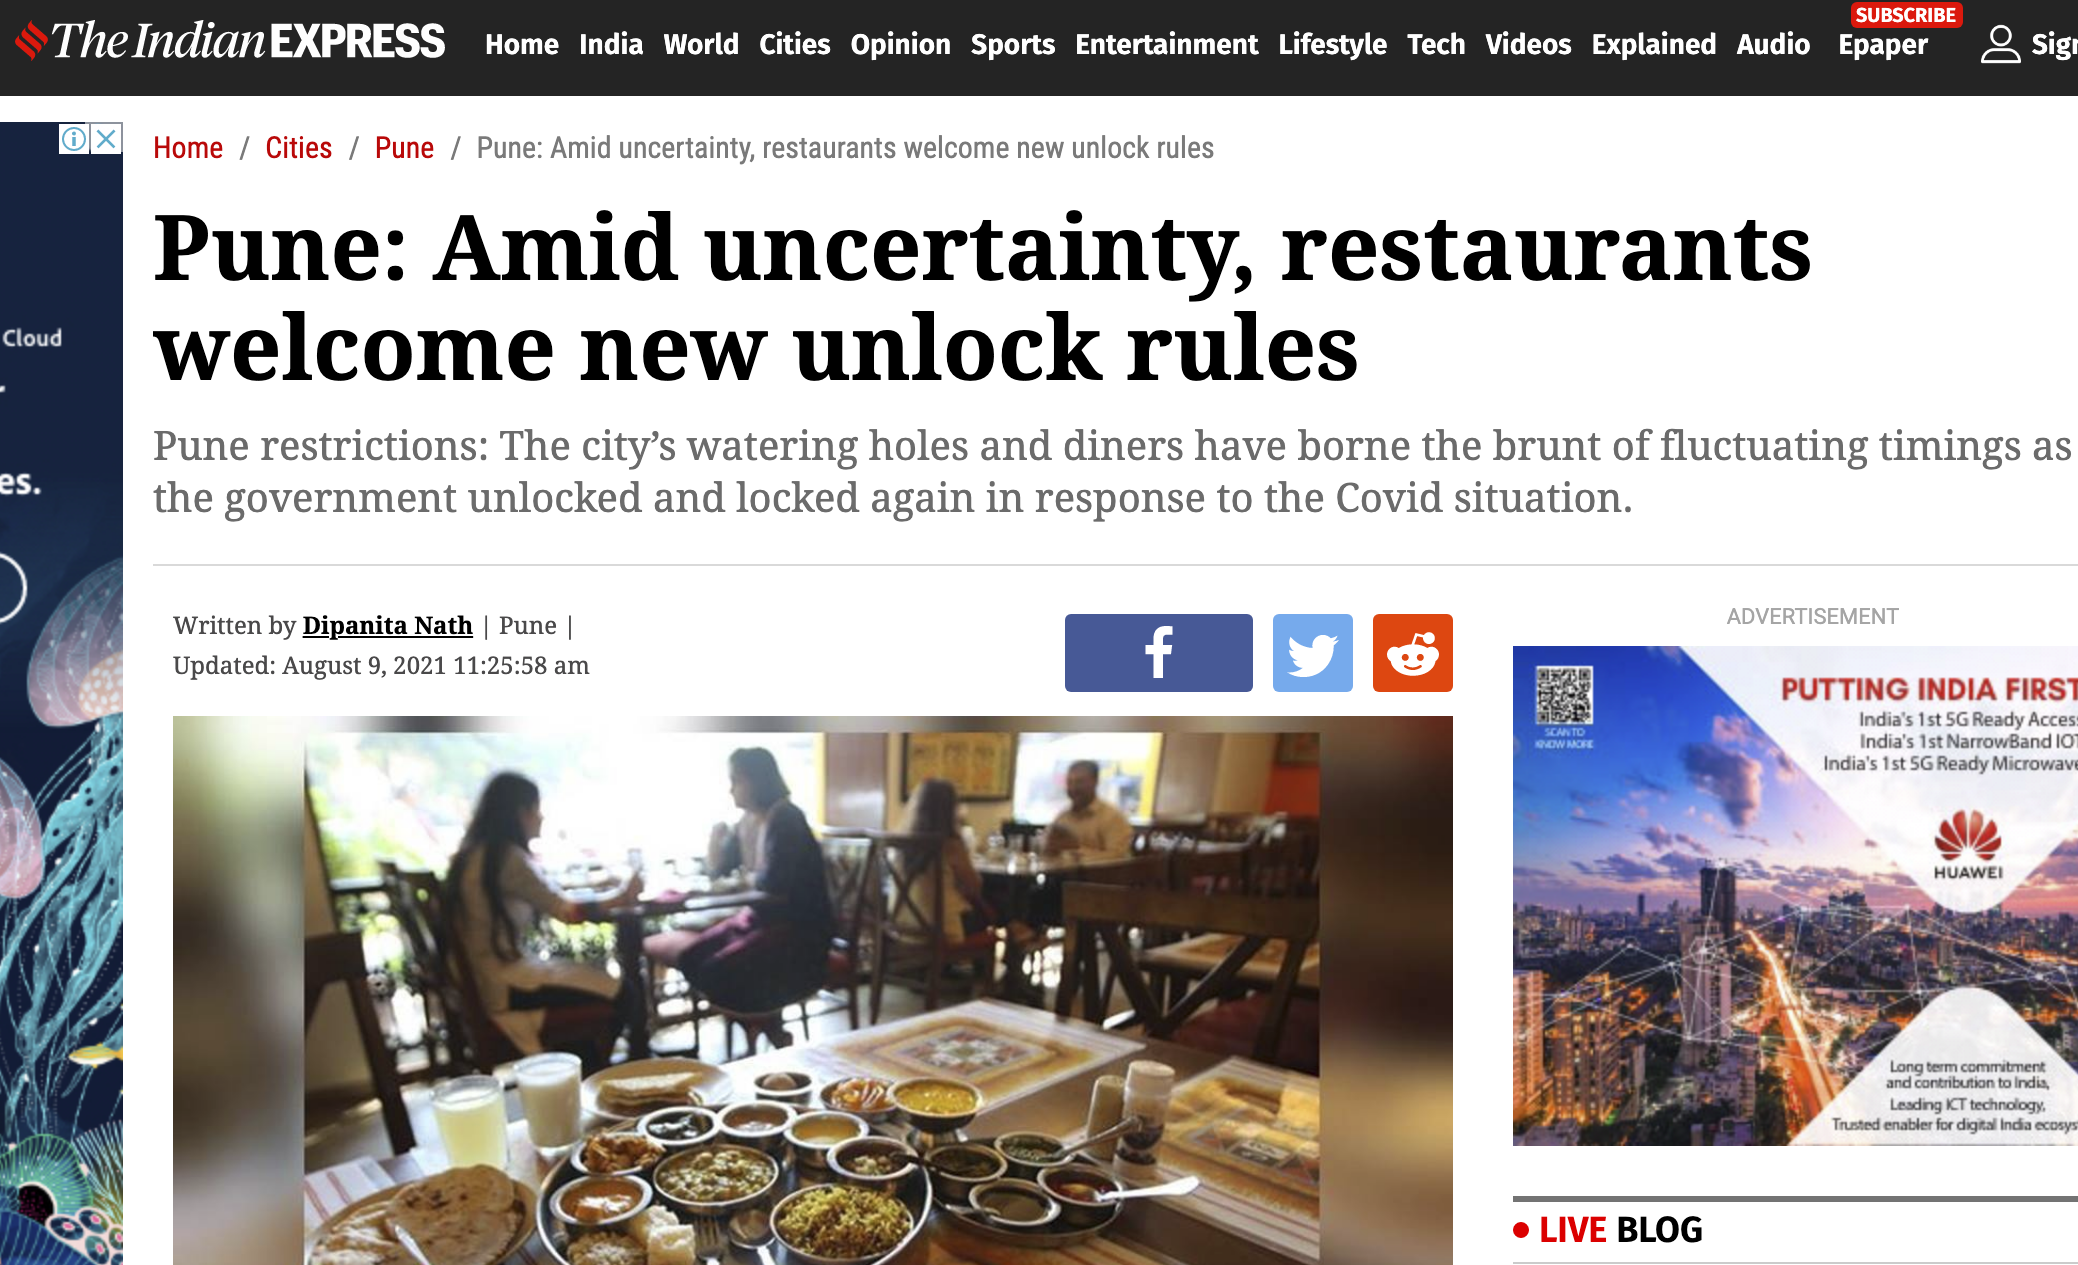 The Indian EXPRESS
Home India World Cities Opinion Sports Entertainment Lifestyle Tech Videos Explained Audio Epaper
SUBSCRIBE
Home / Cities / Pune / Pune: Amid uncertainty, restaurants welcome new unlock rules
Pune: Amid uncertainty, restaurants
welcome new unlock rules
Pune restrictions: The city’s watering holes and diners have borne the brunt of fluctuating timings as
the government unlocked and locked again in response to the Covid situation.
Written by Dipanita Nath | Pune |
Updated: August 9, 2021 11:25:58 am
Cloud
es.
ADVERTISEMENT
SCAN TO
KNOW MORE
PUTTING INDIA FIRST
India's 1st 5G Ready Access
India's 1st NarrowBand IOT
India's 1st 5G Ready Microwave
HUAWEI
Long term commitment
and contribution to India,
Leading ICT technology,
Trusted enabler for digital India ecosys
LIVE BLOG